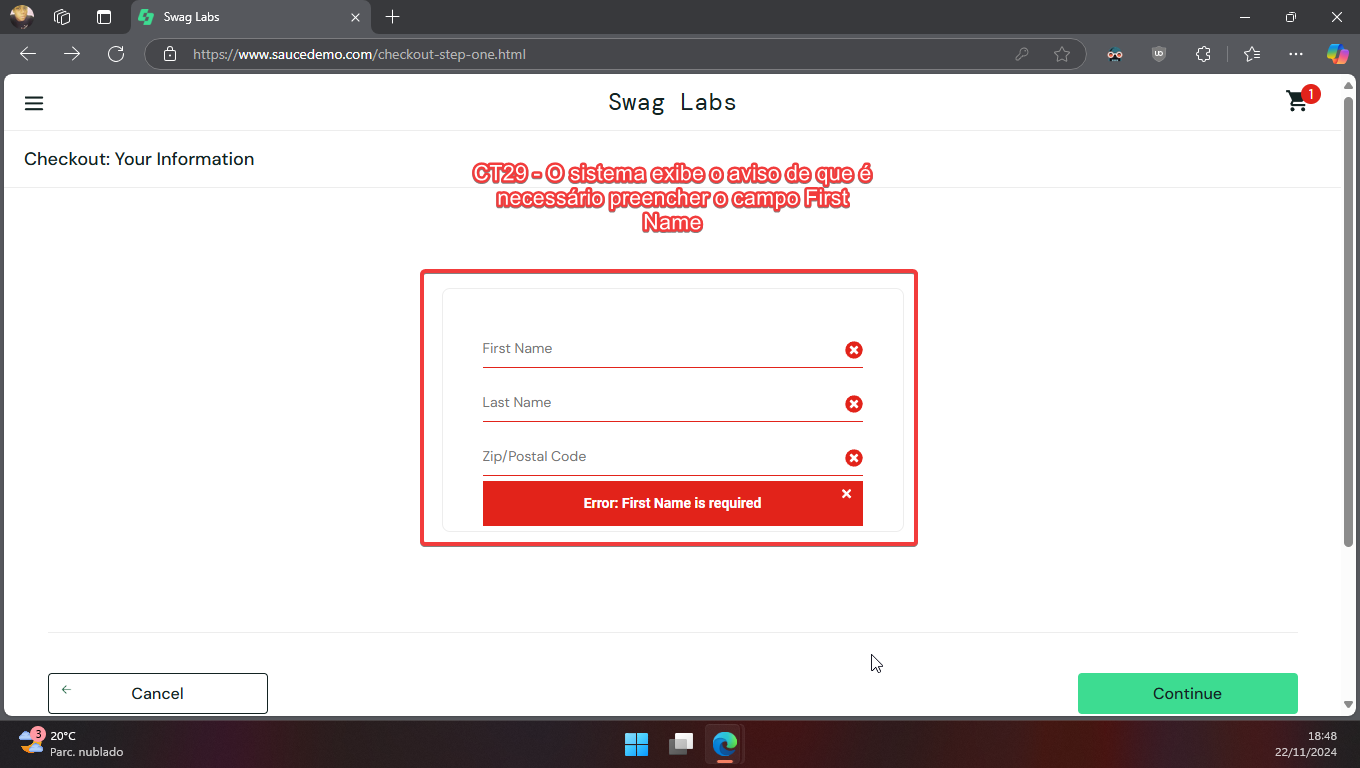 Swag Labs
https://www.saucedemo.com/checkout-step-one.html
UD
Swag Labs
1
Checkout: Your Information
CT29 - O sistema exibe o aviso de que é
necessário preencher o campo First
Name
First Name
Last Name
Zip/Postal Code
Error: First Name is required
Cancel
Continue
3
20°C
Parc. nublado
18:48
22/11/2024